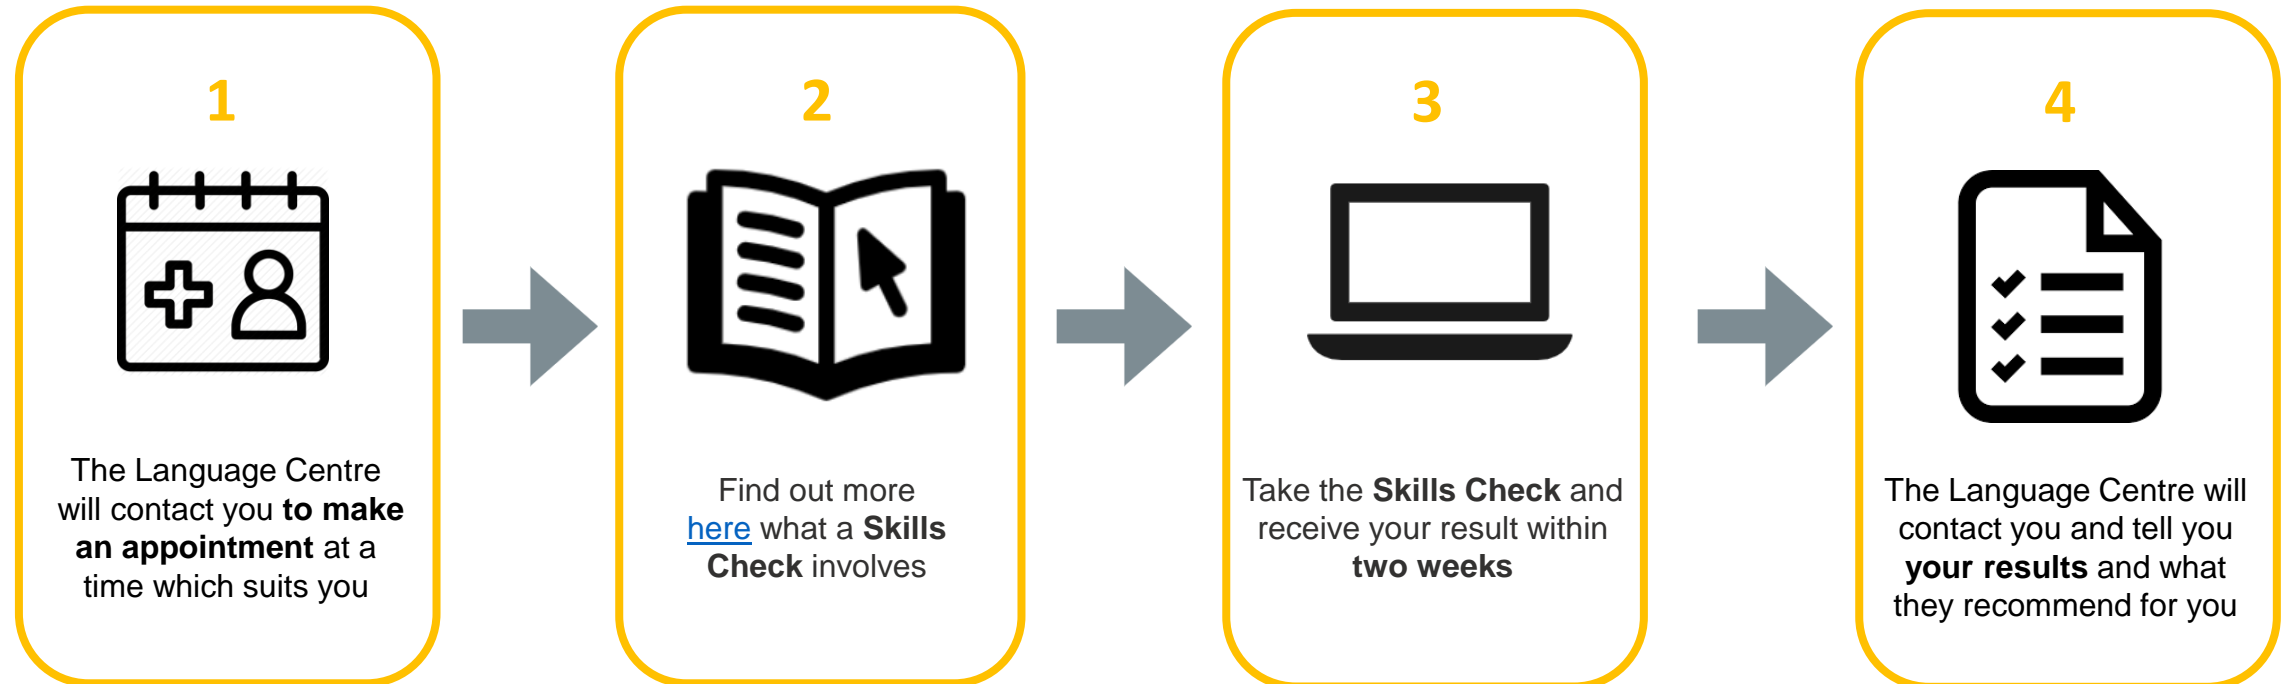 1
The Language Centre
will contact you to make
an appointment at a
time which suits you
2
Find out more
here what a Skills
Check involves
3
Take the Skills Check and
receive your result within
two weeks
4
The Language Centre will
contact you and tell you
your results and what
they recommend for you